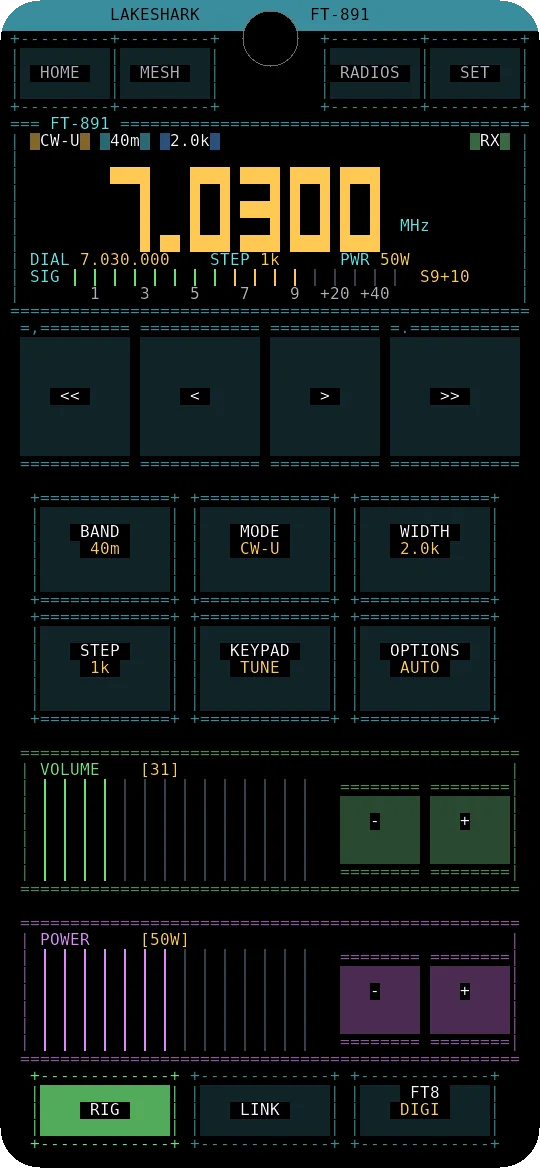 LAKESHARK FT-891
HOME MESH RADIOS SET
FT-891
CW-U 40m 2.0k RX
7.0300 MHz
DIAL 7.030.000 STEP 1k PWR 50W
SIG S9+10
1 3 5 7 9 +20 +40
<< < > >>
BAND MODE WIDTH
40m CW-U 2.0k
STEP KEYPAD OPTIONS
1k TUNE AUTO
VOLUME [31]
- +
POWER [50W]
- +
FT8
RIG LINK DIGI